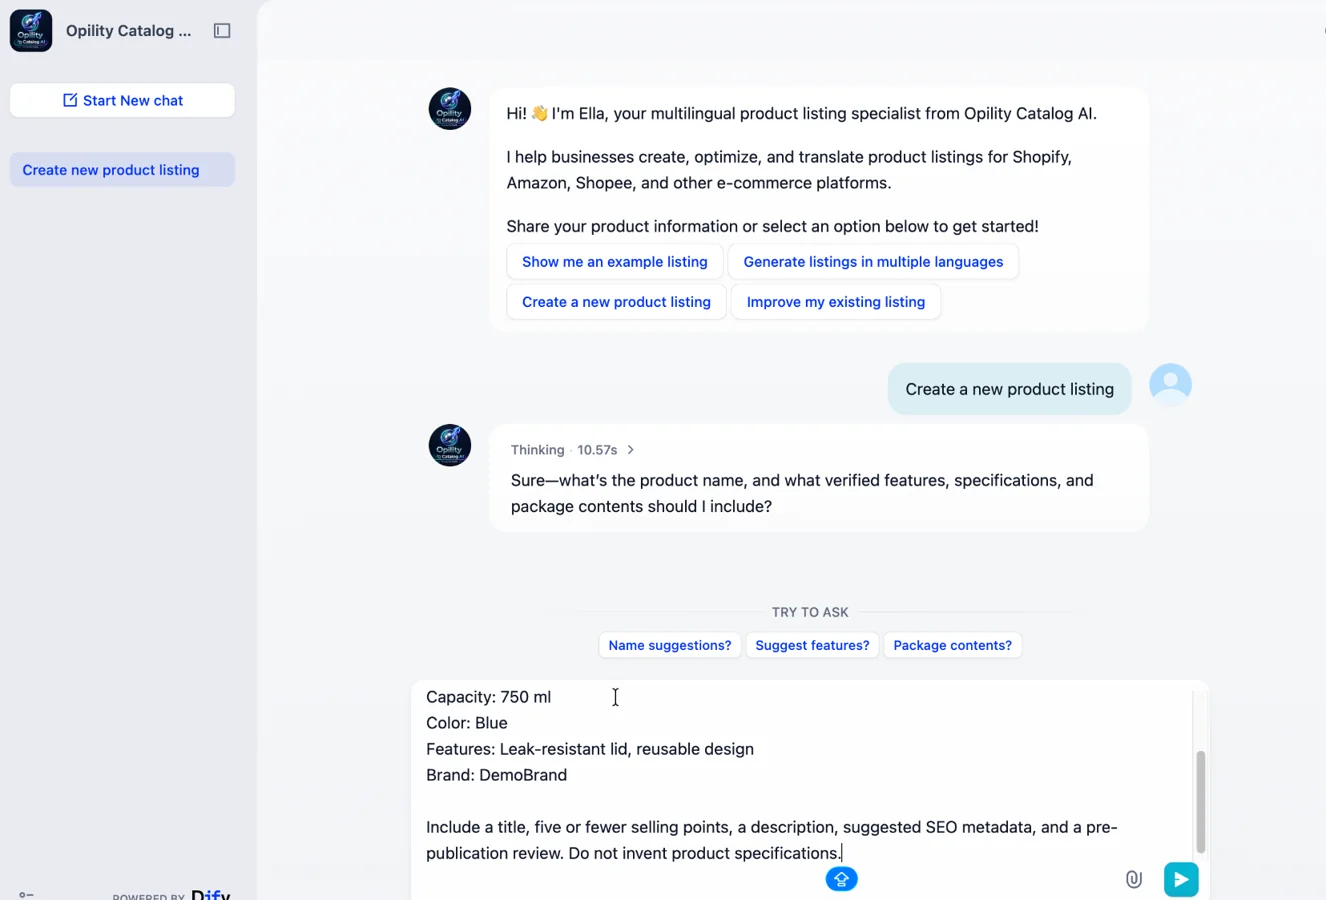 Opility Catalog ...
Start New chat
Create new product listing
Opility
Hi! 👋 I'm Ella, your multilingual product listing specialist from Opility Catalog AI.
I help businesses create, optimize, and translate product listings for Shopify,
Amazon, Shopee, and other e-commerce platforms.
Share your product information or select an option below to get started!
Show me an example listing
Generate listings in multiple languages
Create a new product listing
Improve my existing listing
Create a new product listing
Opility
Thinking · 10.57s
Sure—what's the product name, and what verified features, specifications, and
package contents should I include?
TRY TO ASK
Name suggestions?
Suggest features?
Package contents?
Capacity: 750 ml
Color: Blue
Features: Leak-resistant lid, reusable design
Brand: DemoBrand
Include a title, five or fewer selling points, a description, suggested SEO metadata, and a pre-
publication review. Do not invent product specifications.
POWERED BY Dify